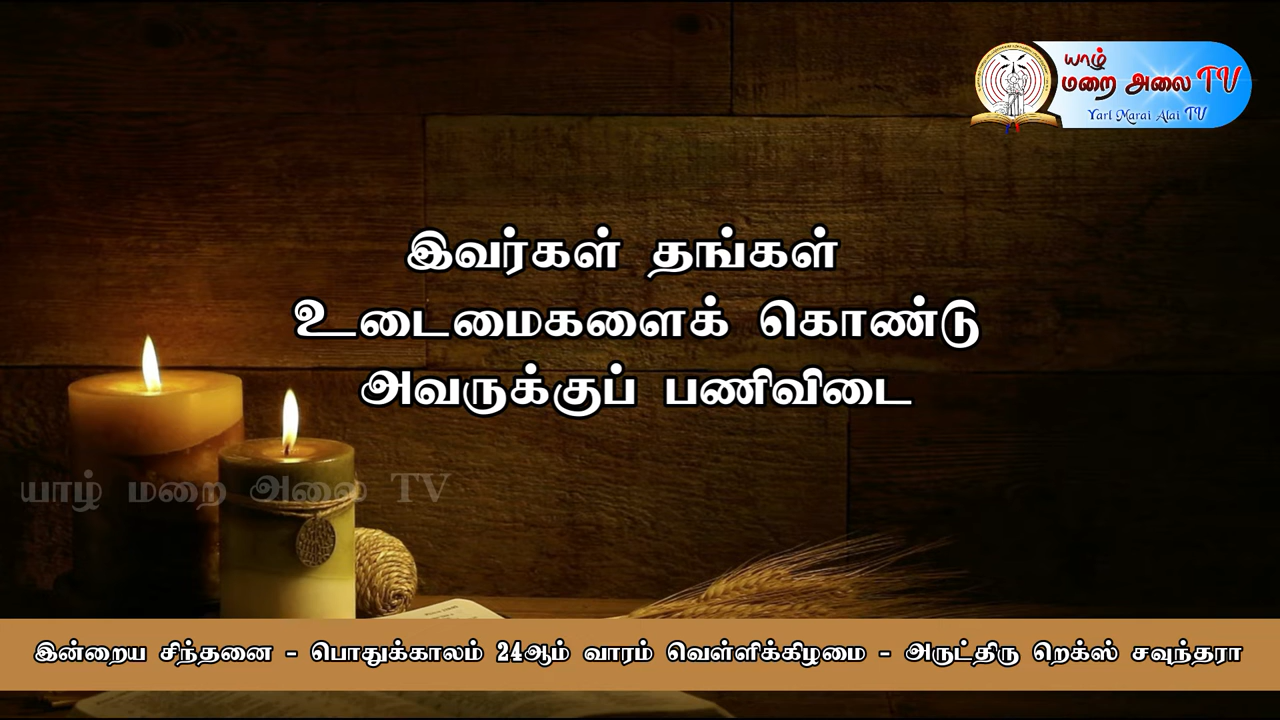 யாழ்
மறை அலை TV
Yarl Marai Alai TV
இவர்கள் தங்கள்
உடைமைகளைக் கொண்டு
அவருக்குப் பணிவிடை
யாழ் மறை அலை TV
இன்றைய சிந்தனை - பொதுக்காலம் 24ஆம் வாரம் வெள்ளிக்கிழமை - அருட்திரு றெக்ஸ் சவுந்தரா